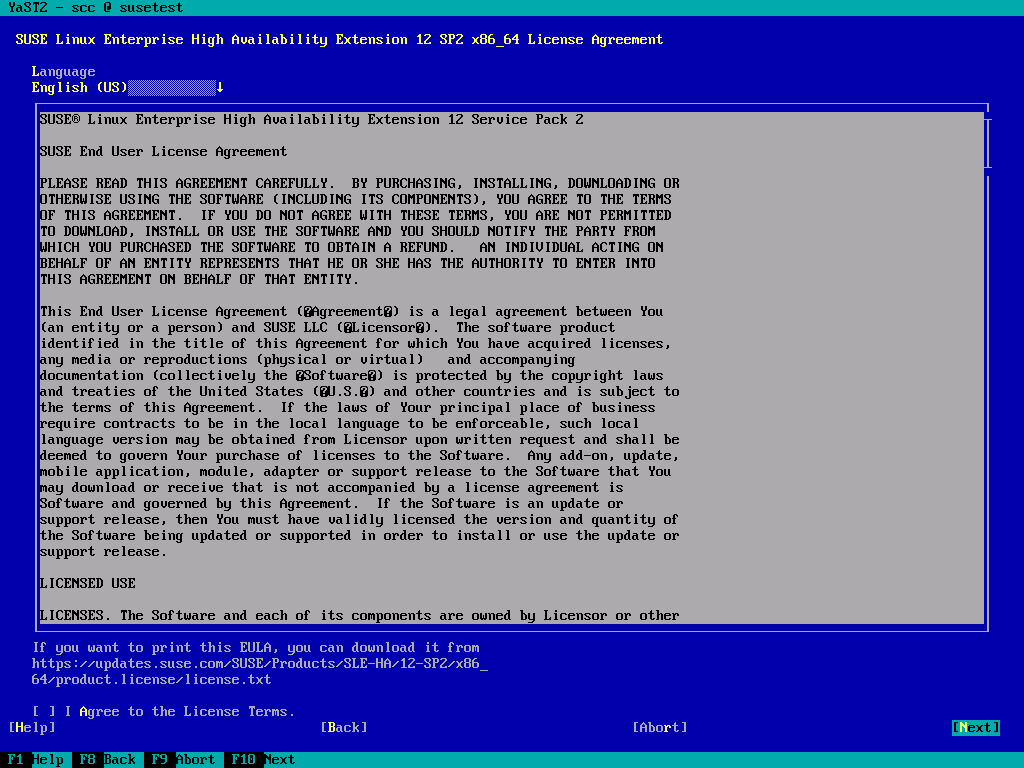 YaST2 - scc @ susetest
SUSE Linux Enterprise High Availability Extension 12 SP2 x86_64 License Agreement
Language
English (US)↓
SUSE® Linux Enterprise High Availability Extension 12 Service Pack 2
SUSE End User License Agreement
PLEASE READ THIS AGREEMENT CAREFULLY.  BY PURCHASING, INSTALLING, DOWNLOADING OR
OTHERWISE USING THE SOFTWARE (INCLUDING ITS COMPONENTS), YOU AGREE TO THE TERMS
OF THIS AGREEMENT.  IF YOU DO NOT AGREE WITH THESE TERMS, YOU ARE NOT PERMITTED
TO DOWNLOAD, INSTALL OR USE THE SOFTWARE AND YOU SHOULD NOTIFY THE PARTY FROM
WHICH YOU PURCHASED THE SOFTWARE TO OBTAIN A REFUND.   AN INDIVIDUAL ACTING ON
BEHALF OF AN ENTITY REPRESENTS THAT HE OR SHE HAS THE AUTHORITY TO ENTER INTO
THIS AGREEMENT ON BEHALF OF THAT ENTITY.
This End User License Agreement (�Agreement�) is a legal agreement between You
(an entity or a person) and SUSE LLC (�Licensor�).  The software product
identified in the title of this Agreement for which You have acquired licenses,
any media or reproductions (physical or virtual)   and accompanying
documentation (collectively the �Software�) is protected by the copyright laws
and treaties of the United States (�U.S.�) and other countries and is subject to
the terms of this Agreement.  If the laws of Your principal place of business
require contracts to be in the local language to be enforceable, such local
language version may be obtained from Licensor upon written request and shall be
deemed to govern Your purchase of licenses to the Software.  Any add-on, update,
mobile application, module, adapter or support release to the Software that You
may download or receive that is not accompanied by a license agreement is
Software and governed by this Agreement.  If the Software is an update or
support release, then You must have validly licensed the version and quantity of
the Software being updated or supported in order to install or use the update or
support release.
LICENSED USE
LICENSES. The Software and each of its components are owned by Licensor or other
If you want to print this EULA, you can download it from
https://updates.suse.com/SUSE/Products/SLE-HA/12-SP2/x86_
64/product.license/license.txt
[ ] I Agree to the License Terms.
[Help] [Back] [Abort] [Next]
F1 Help F8 Back F9 Abort F10 Next